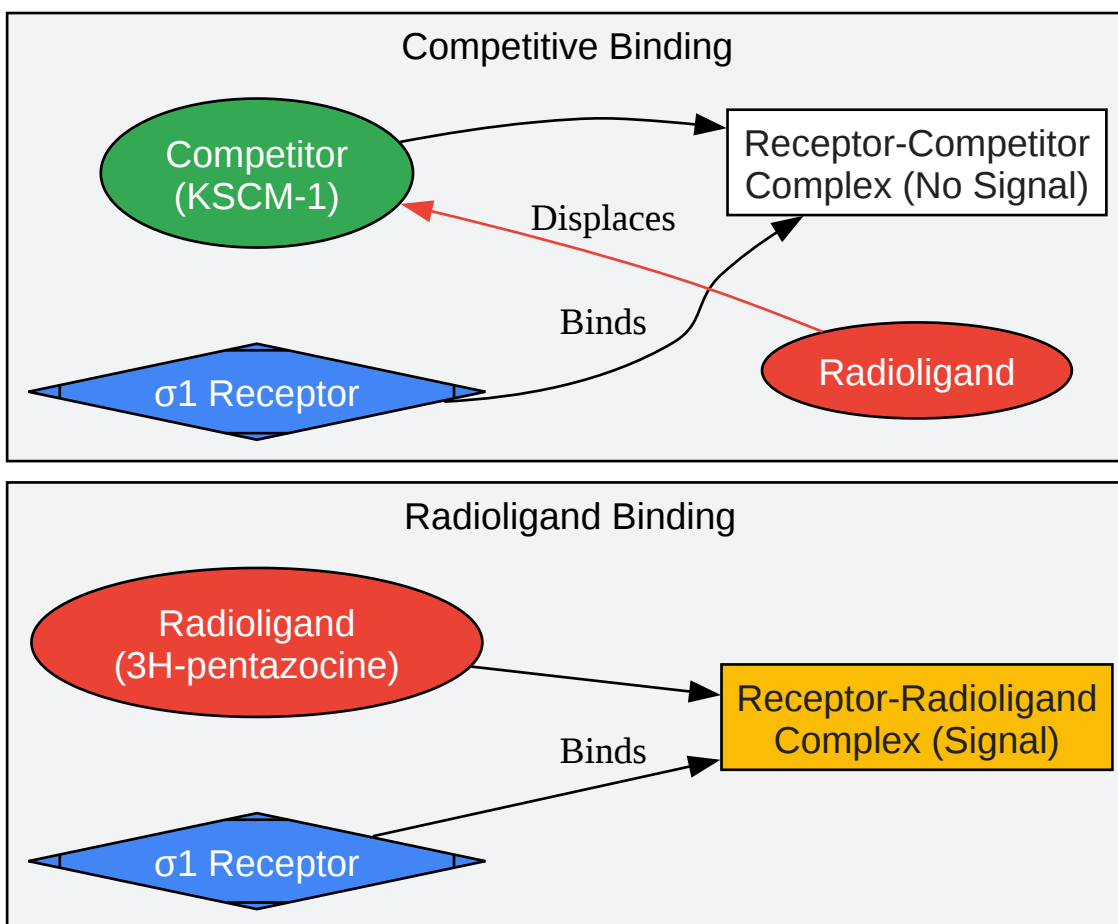 Competitive Binding
Competitor
(KSCM-1)
Receptor-Competitor
Complex (No Signal)
Displaces
Binds
Radioligand
σ1 Receptor
Radioligand Binding
Radioligand
(3H-pentazocine)
Receptor-Radioligand
Complex (Signal)
Binds
σ1 Receptor